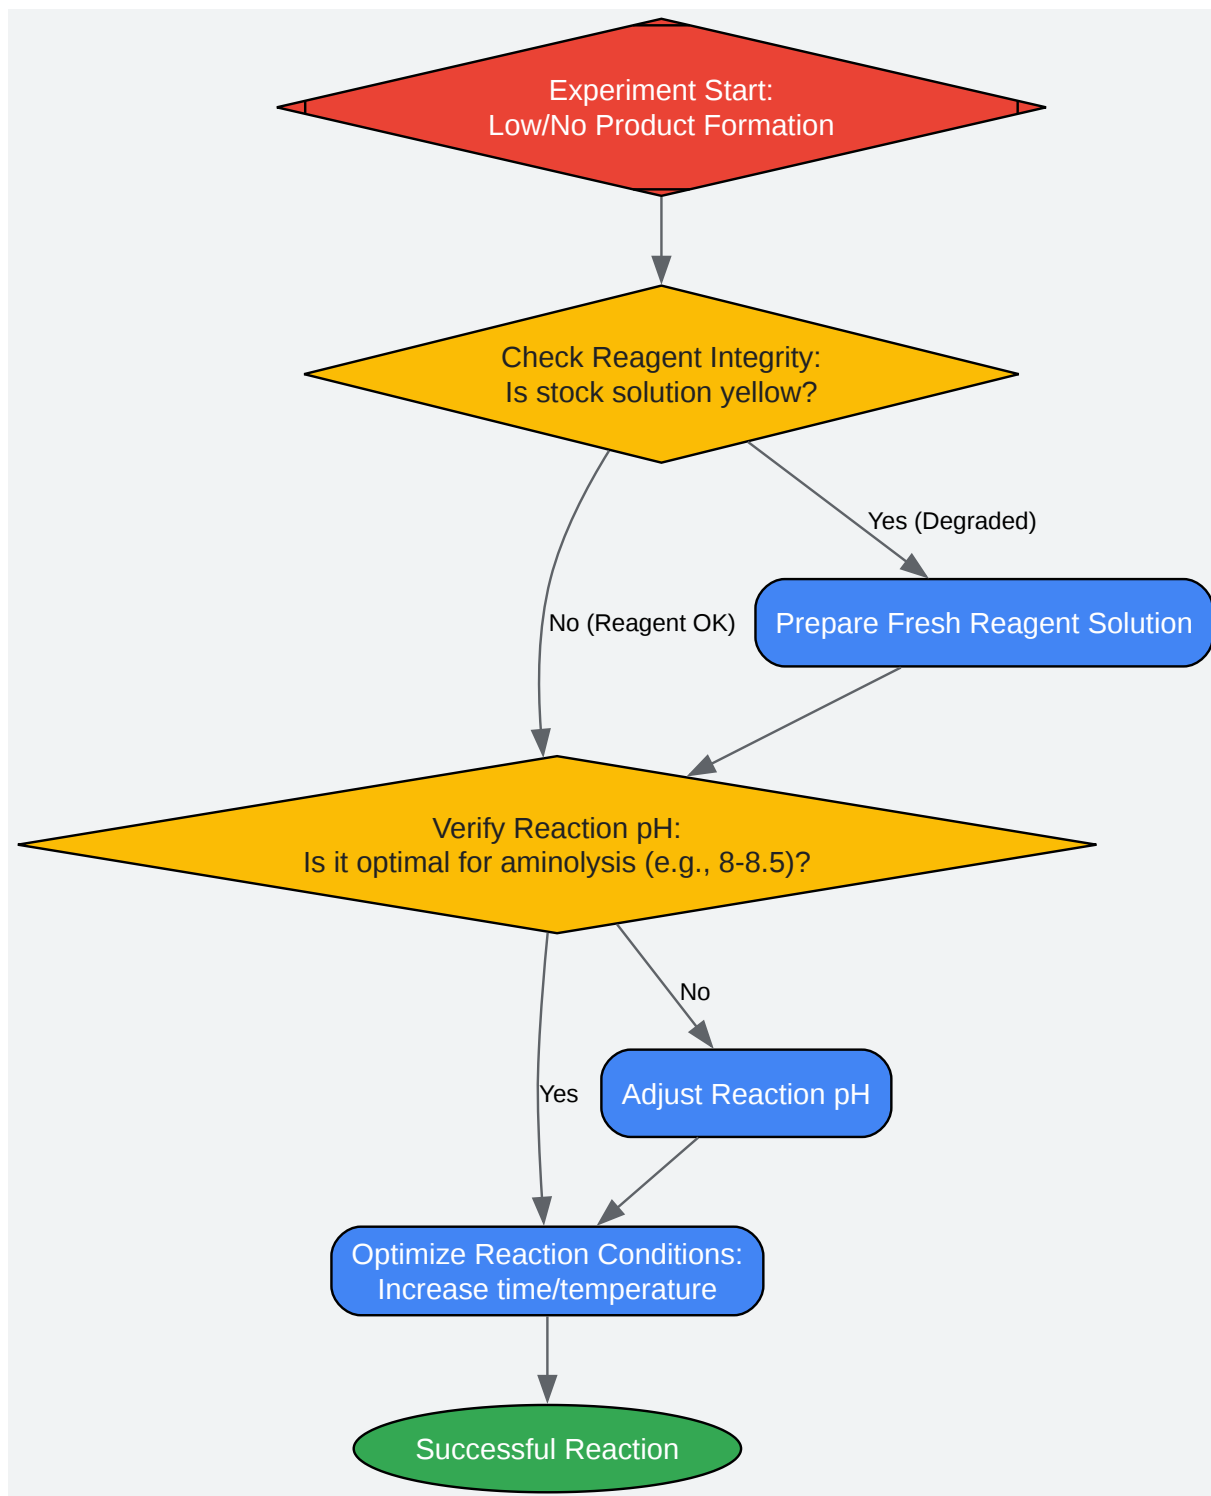 Experiment Start:
Low/No Product Formation
Check Reagent Integrity:
Is stock solution yellow?
Yes (Degraded)
No (Reagent OK)
Prepare Fresh Reagent Solution
Verify Reaction pH:
Is it optimal for aminolysis (e.g., 8-8.5)?
No
Yes
Adjust Reaction pH
Optimize Reaction Conditions:
Increase time/temperature
Successful Reaction